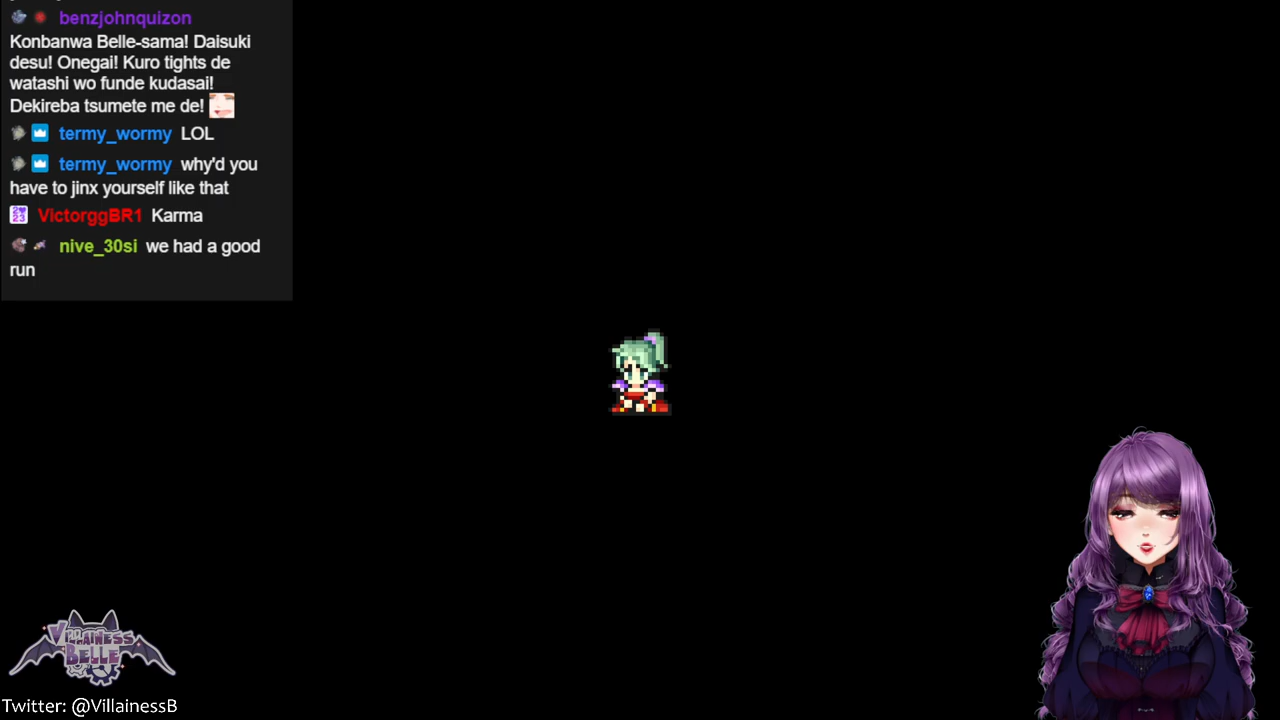 benzjohnquizon
Konbanwa Belle-sama! Daisuki
desu! Onegai! Kuro tights de
watashi wo funde kudasai!
Dekireba tsumete me de!
termy_wormy LOL
termy_wormy why'd you
have to jinx yourself like that
VictorggBR1 Karma
nive_30si we had a good
run
VILLAINESS
BELLE
Twitter: @VillainessB